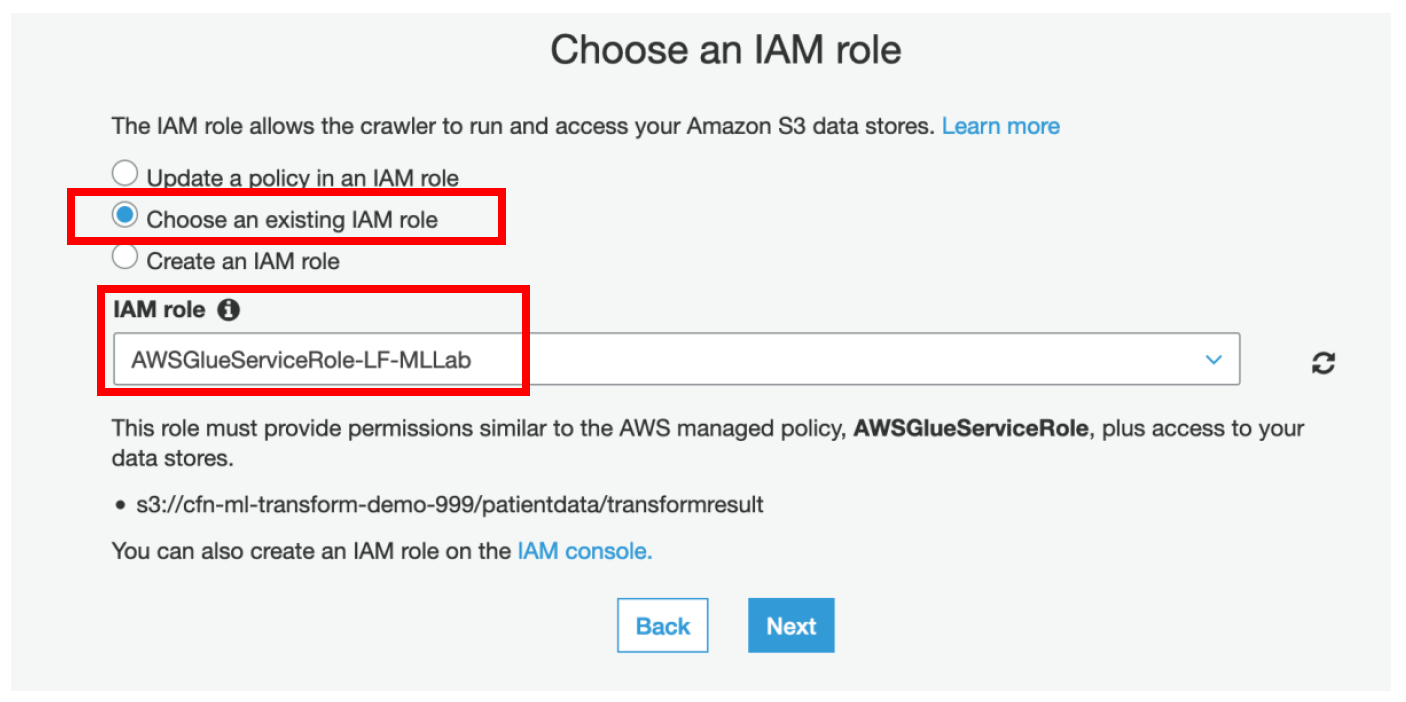 Choose an IAM role
The IAM role allows the crawler to run and access your Amazon S3 data stores. Learn more
Update a policy in an IAM role
Choose an existing IAM role
Create an IAM role
IAM role
AWSGlueServiceRole-LF-MLLab
This role must provide permissions similar to the AWS managed policy, AWSGlueServiceRole, plus access to your
data stores.
• s3://cfn-ml-transform-demo-999/patientdata/transformresult
You can also create an IAM role on the IAM console.
Back Next